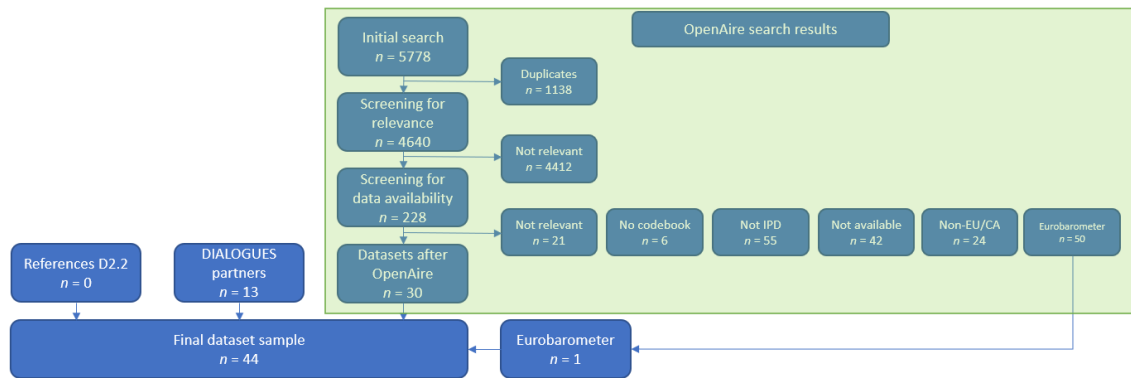 OpenAire search results
Initial search
n = 5778
Duplicates
n = 1138
Screening for
relevance
n = 4640
Not relevant
n = 4412
Screening for
data availability
n = 228
Not relevant
n = 21
No codebook
n = 6
Not IPD
n = 55
Not available
n = 42
Non-EU/CA
n = 24
Eurobarometer
n = 50
References D2.2
n = 0
DIALOGUES
partners
n = 13
Datasets after
OpenAire
n = 30
Final dataset sample
n = 44
Eurobarometer
n = 1